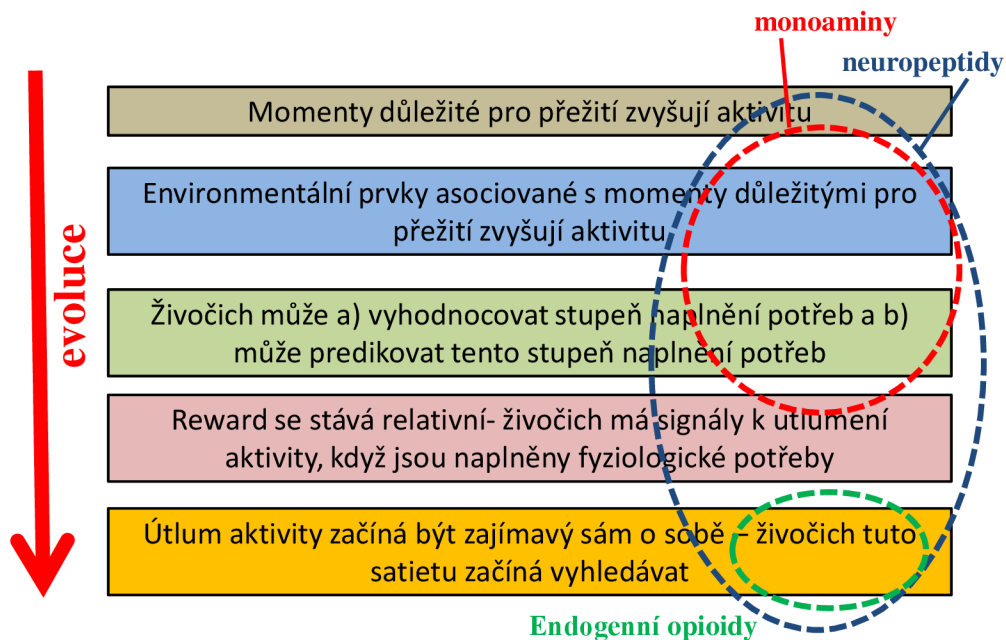 monoaminy
neuropeptidy
evoluce
Momenty důležité pro přežití zvyšují aktivitu
Environmentální prvky asociované s momenty důležitými pro
přežití zvyšují aktivitu
Živočich může a) vyhodnocovat stupeň naplnění potřeb a b)
může predikovat tento stupeň naplnění potřeb
Reward se stává relativní- živočich má signály k utlumení
aktivity, když jsou naplněny fyziologické potřeby
Útlum aktivity začíná být zajímavý sám o sobě – živočich tuto
satietu začíná vyhledávat
Endogenní opioidy